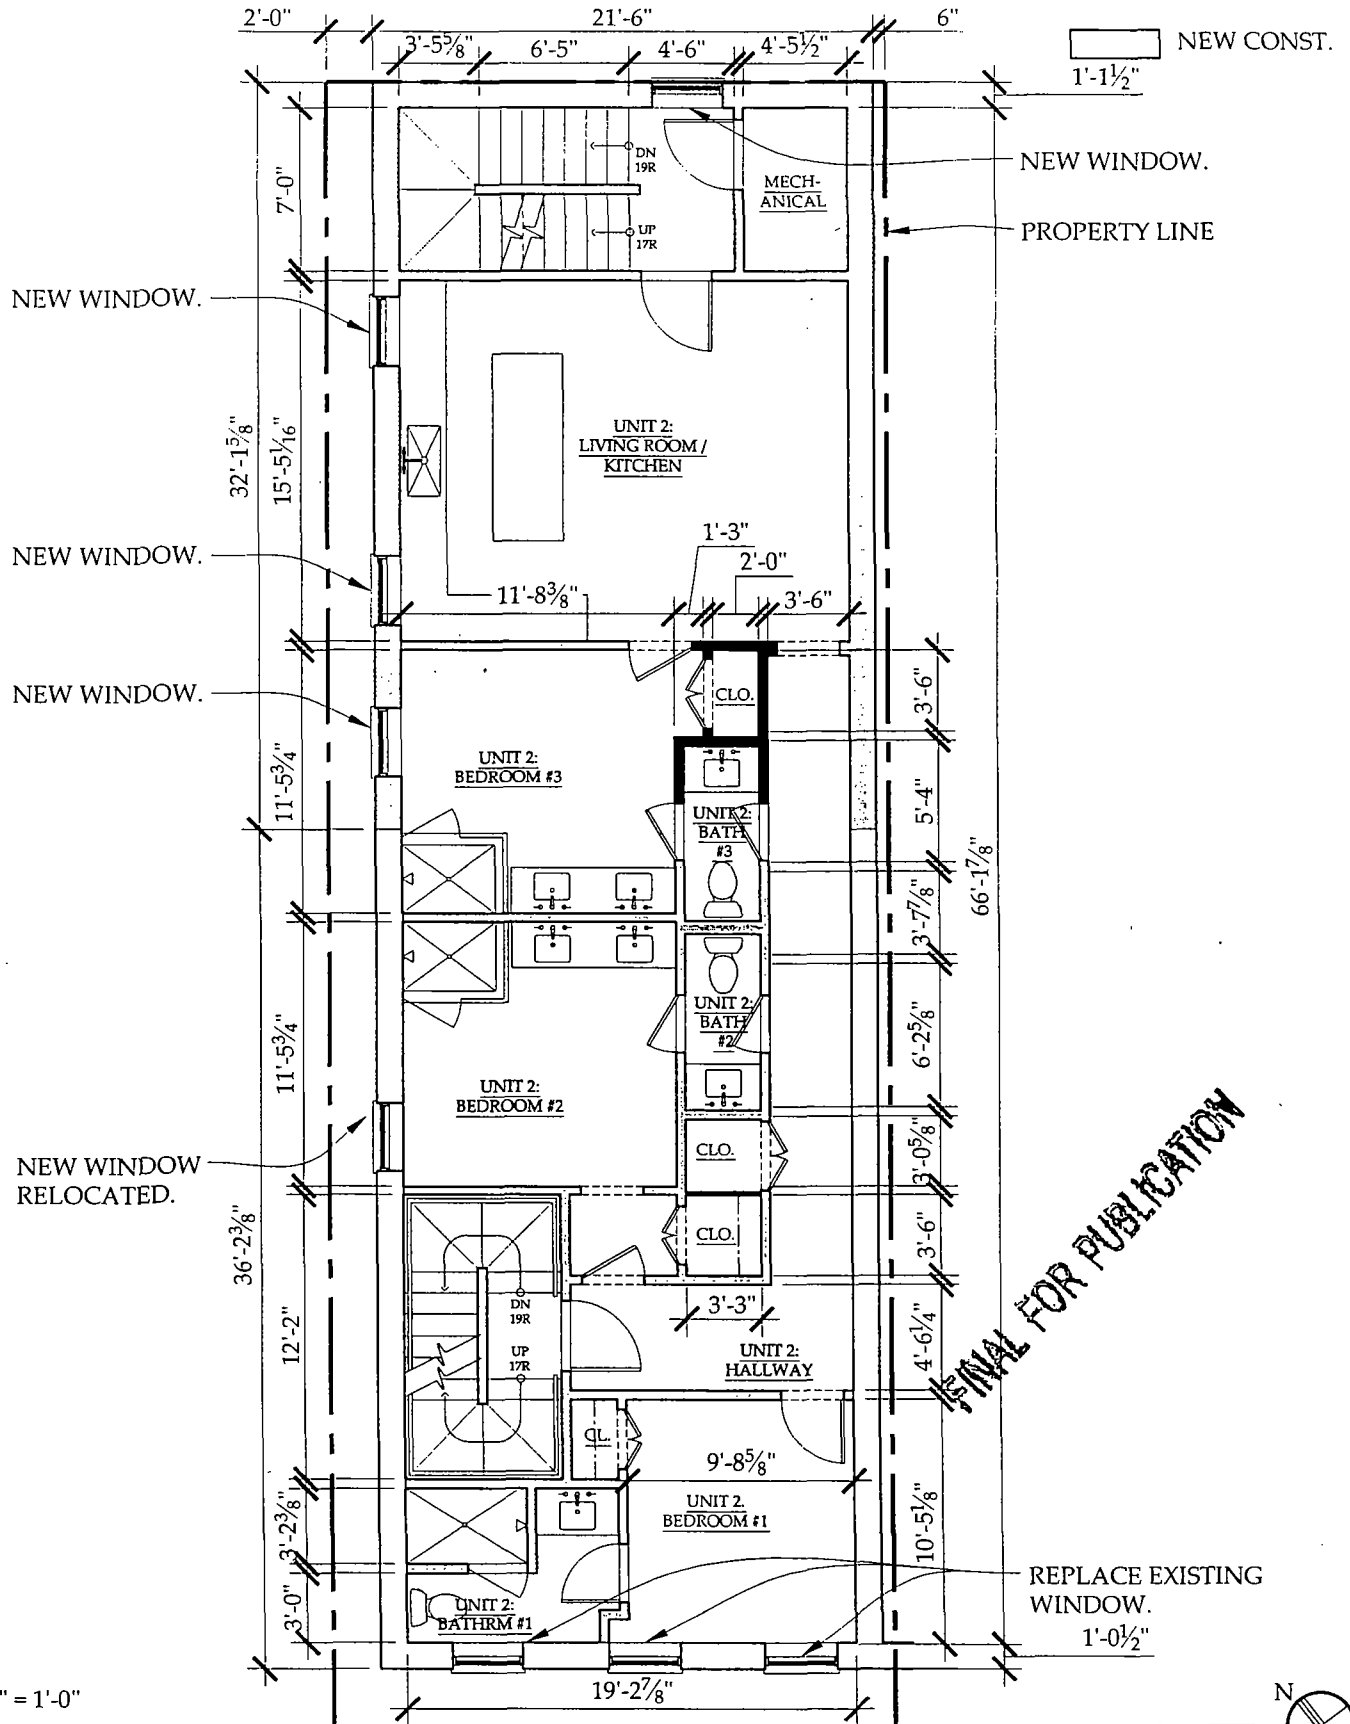 2'-0"
21'-6"
6"
3'-5⅝"
6'-5"
4'-6"
4'-5½"
NEW CONST.
1'-1½"
DN
19R
UP
17R
MECH-
ANICAL
7'-0"
NEW WINDOW.
PROPERTY LINE
NEW WINDOW.
32'-1⅝"
15'-5¹⁄₁₆"
UNIT 2:
LIVING ROOM /
KITCHEN
NEW WINDOW.
1'-3"
2'-0"
11'-8⅜"
3'-6"
NEW WINDOW.
CLO.
3'-6"
11'-5¾"
UNIT 2:
BEDROOM #3
UNIT 2:
BATH
#3
5'-4"
66'-1⅞"
3'-7⅞"
UNIT 2:
BATH
#2
6'-2⅝"
11'-5¾"
UNIT 2:
BEDROOM #2
CLO.
3'-0⅝"
NEW WINDOW
RELOCATED.
36'-2⅜"
CLO.
3'-6"
FINAL FOR PUBLICATION
DN
19R
UP
17R
3'-3"
12'-2"
UNIT 2:
HALLWAY
4'-6¼"
CL.
9'-8⅝"
3'-2⅜"
UNIT 2.
BEDROOM #1
10'-5⅛"
3'-0"
UNIT 2:
BATHRM #1
REPLACE EXISTING
WINDOW.
1'-0½"
19'-2⅞"
" = 1'-0"
N